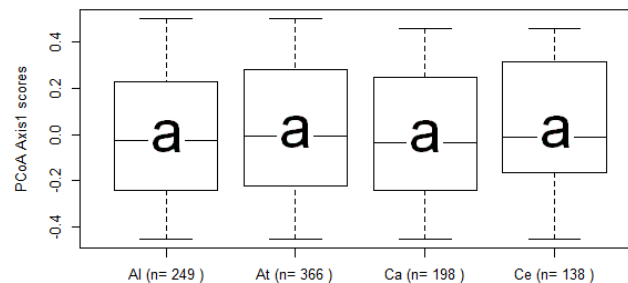 PCoA Axis1 scores
0.4
0.2
0.0
-0.2
-0.4
a a a a
Al (n= 249 ) At (n= 366 ) Ca (n= 198 ) Ce (n= 138 )